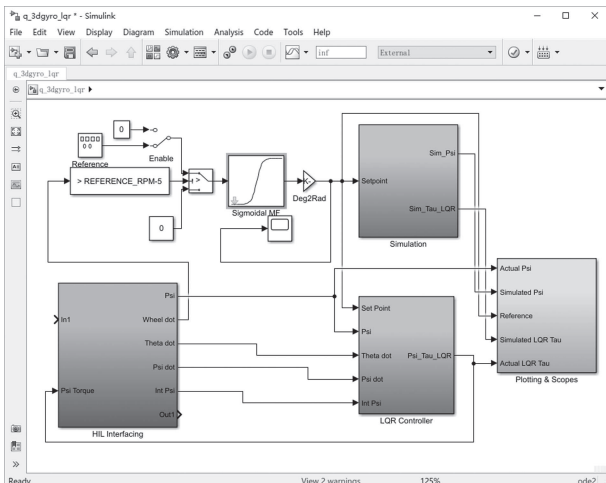 q_3dgyro_lqr * - Simulink
File Edit View Display Diagram Simulation Analysis Code Tools Help
inf
External
q_3dgyro_lqr
q_3dgyro_lqr
0
Reference
Enable
> REFERENCE_RPM-5
>
0
Sigmoidal MF
Deg2Rad
Setpoint
Sim_Psi
Sim_Tau_LQR
Simulation
In1
Psi Torque
Psi
Wheel dot
Theta dot
Psi dot
Int Psi
Out1
HIL Interfacing
Set Point
Psi
Theta dot
Psi dot
Int Psi
Psi_Tau_LQR
LQR Controller
Actual Psi
Simulated Psi
Reference
Simulated LQR Tau
Actual LQR Tau
Plotting & Scopes
Ready
View 2 warnings
125%
ode2